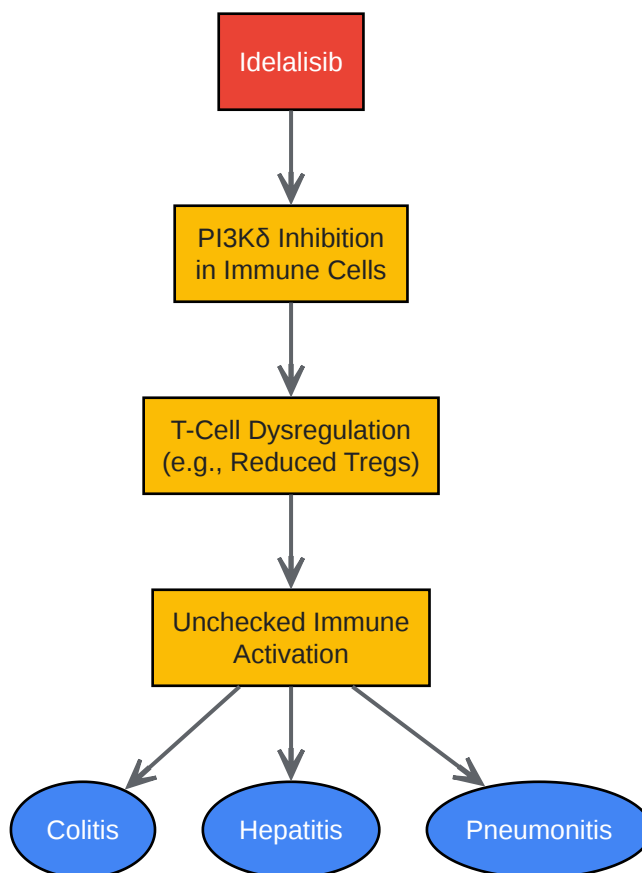 Idelalisib
PI3Kδ Inhibition
in Immune Cells
T-Cell Dysregulation
(e.g., Reduced Tregs)
Unchecked Immune
Activation
Colitis
Hepatitis
Pneumonitis